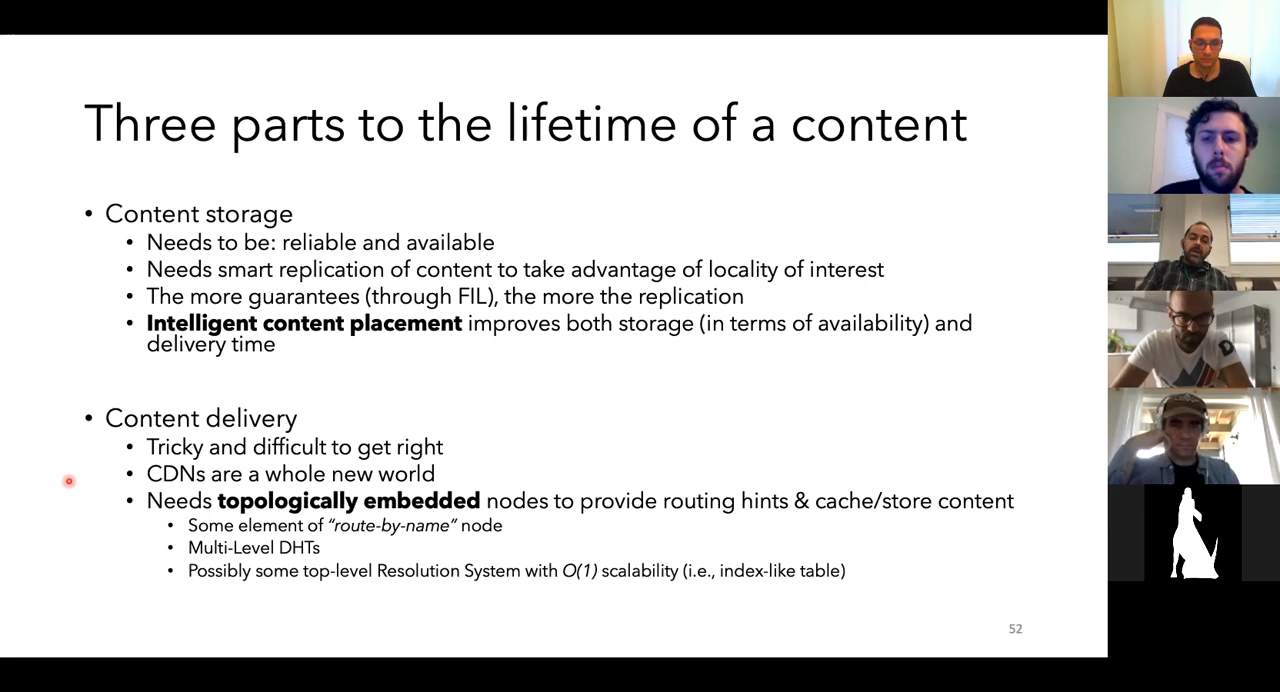 Three parts to the lifetime of a content
• Content storage
• Needs to be: reliable and available
• Needs smart replication of content to take advantage of locality of interest
• The more guarantees (through FIL), the more the replication
• Intelligent content placement improves both storage (in terms of availability) and
delivery time
• Content delivery
• Tricky and difficult to get right
• CDNs are a whole new world
• Needs topologically embedded nodes to provide routing hints & cache/store content
• Some element of “route-by-name” node
• Multi-Level DHTs
• Possibly some top-level Resolution System with O(1) scalability (i.e., index-like table)
52